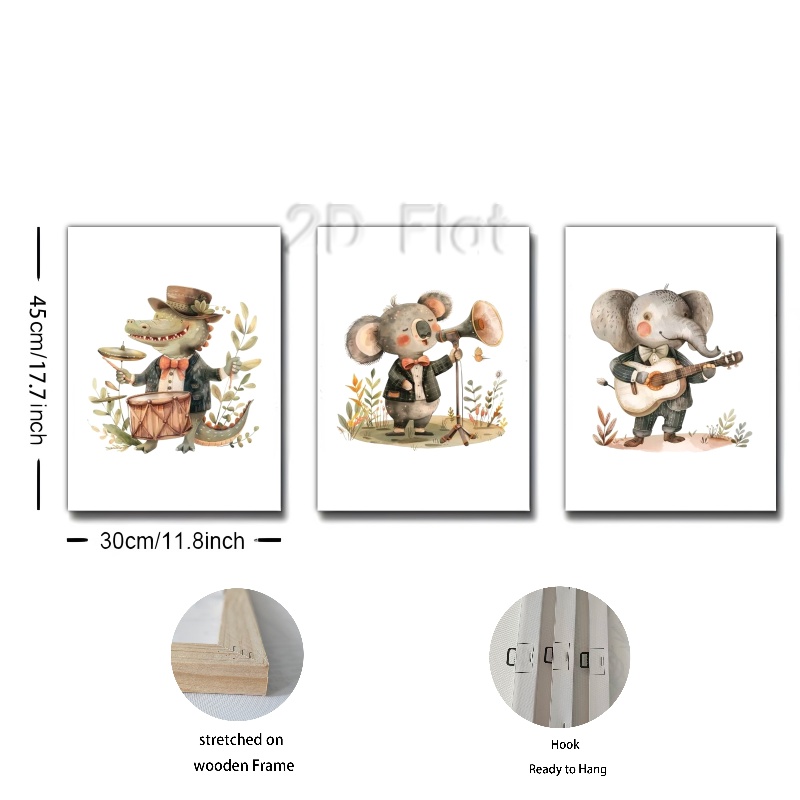 2D Flat
45cm/17.7inch
30cm/11.8inch
stretched on
wooden Frame
Hook
Ready to Hang